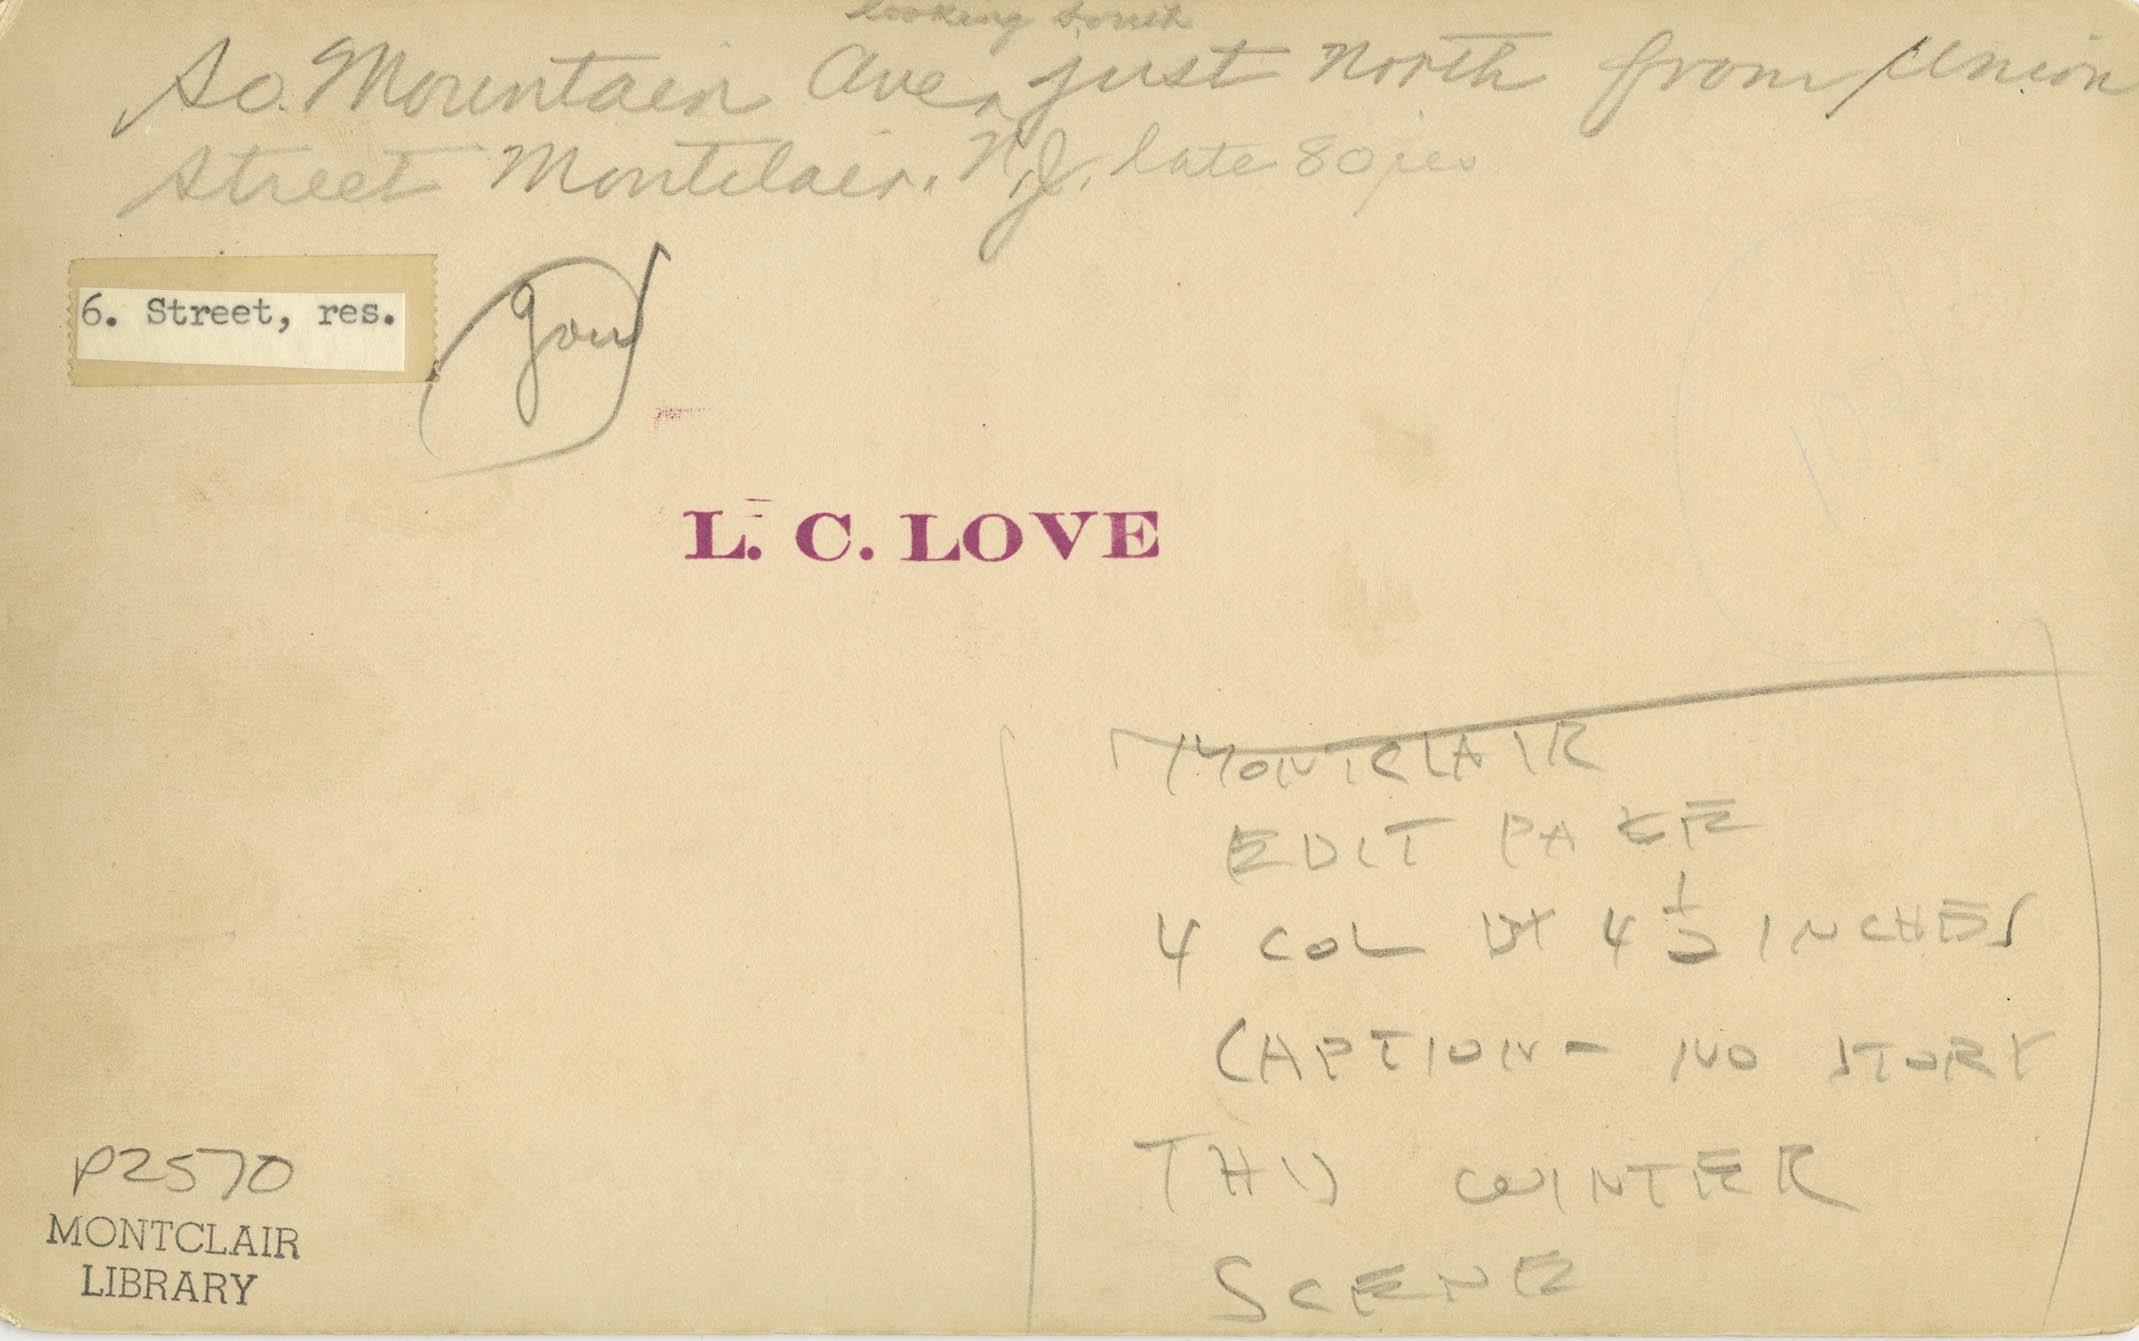 looking south
So. Mountain Ave, just North from Union
Street Montclair, N.J. late 80ies
6. Street, res.
L. C. LOVE
MONTCLAIR
EDIT PAGE
4 COL BY 4 1/2 INCHES
CAPTION - NO STORY
THIS WINTER
SCENE
P2570
MONTCLAIR
LIBRARY